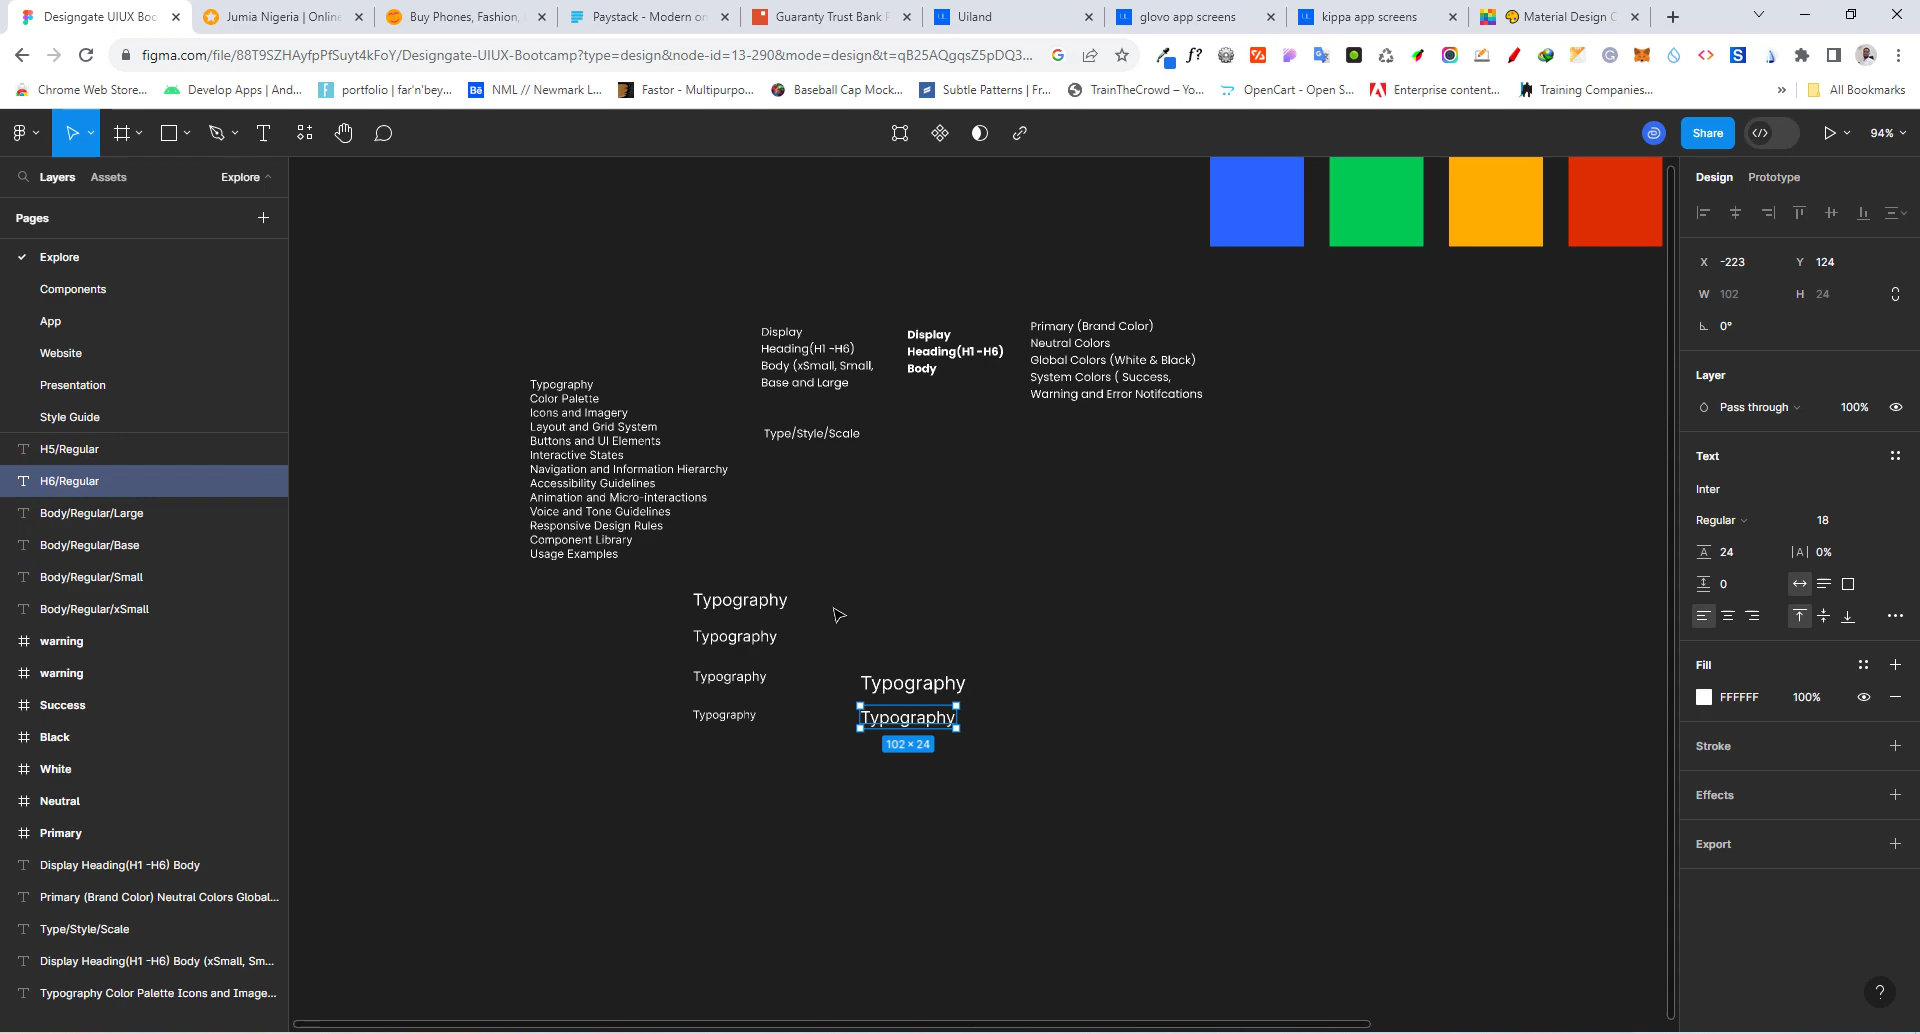 Designgate UIUX Boo
Jumia Nigeria | Online
Buy Phones, Fashion,
Paystack - Modern on
Guaranty Trust Bank P
Uiland
glovo app screens
kippa app screens
Material Design C
figma.com/file/88T9SZHAyfpPfSuyt4kFoY/Designgate-UIUX-Bootcamp?type=design&node-id=13-290&mode=design&t=qB25AQgqsZ5pDQ3...
Chrome Web Store...
Develop Apps | And...
portfolio | far'n'bey...
NML // Newmark L...
Fastor - Multipurpo...
Baseball Cap Mock...
Subtle Patterns | Fr...
TrainTheCrowd – Yo...
OpenCart - Open S...
Enterprise content...
Training Companies...
All Bookmarks
Share
94%
Layers
Assets
Explore
Pages
Explore
Components
App
Website
Presentation
Style Guide
H5/Regular
H6/Regular
Body/Regular/Large
Body/Regular/Base
Body/Regular/Small
Body/Regular/xSmall
warning
warning
Success
Black
White
Neutral
Primary
Display Heading(H1 -H6) Body
Primary (Brand Color) Neutral Colors Global...
Type/Style/Scale
Display Heading(H1 -H6) Body (xSmall, Sm...
Typography Color Palette Icons and Image...
Typography
Color Palette
Icons and Imagery
Layout and Grid System
Buttons and UI Elements
Interactive States
Navigation and Information Hierarchy
Accessibility Guidelines
Animation and Micro-interactions
Voice and Tone Guidelines
Responsive Design Rules
Component Library
Usage Examples
Display
Heading(H1 -H6)
Body (xSmall, Small,
Base and Large
Type/Style/Scale
Display
Heading(H1 -H6)
Body
Primary (Brand Color)
Neutral Colors
Global Colors (White & Black)
System Colors ( Success,
Warning and Error Notifcations
Typography
Typography
Typography
Typography
Typography
Typography
102 × 24
Design
Prototype
X -223
Y 124
W 102
H 24
0°
Layer
Pass through
100%
Text
Inter
Regular
18
24
0%
0
Fill
FFFFFF
100%
Stroke
Effects
Export
?